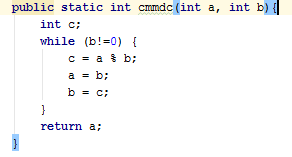 public static int cmmdc(int a, int b){
int c;
while (b!=0) {
c = a % b;
a = b;
b = c;
}
return a;
}